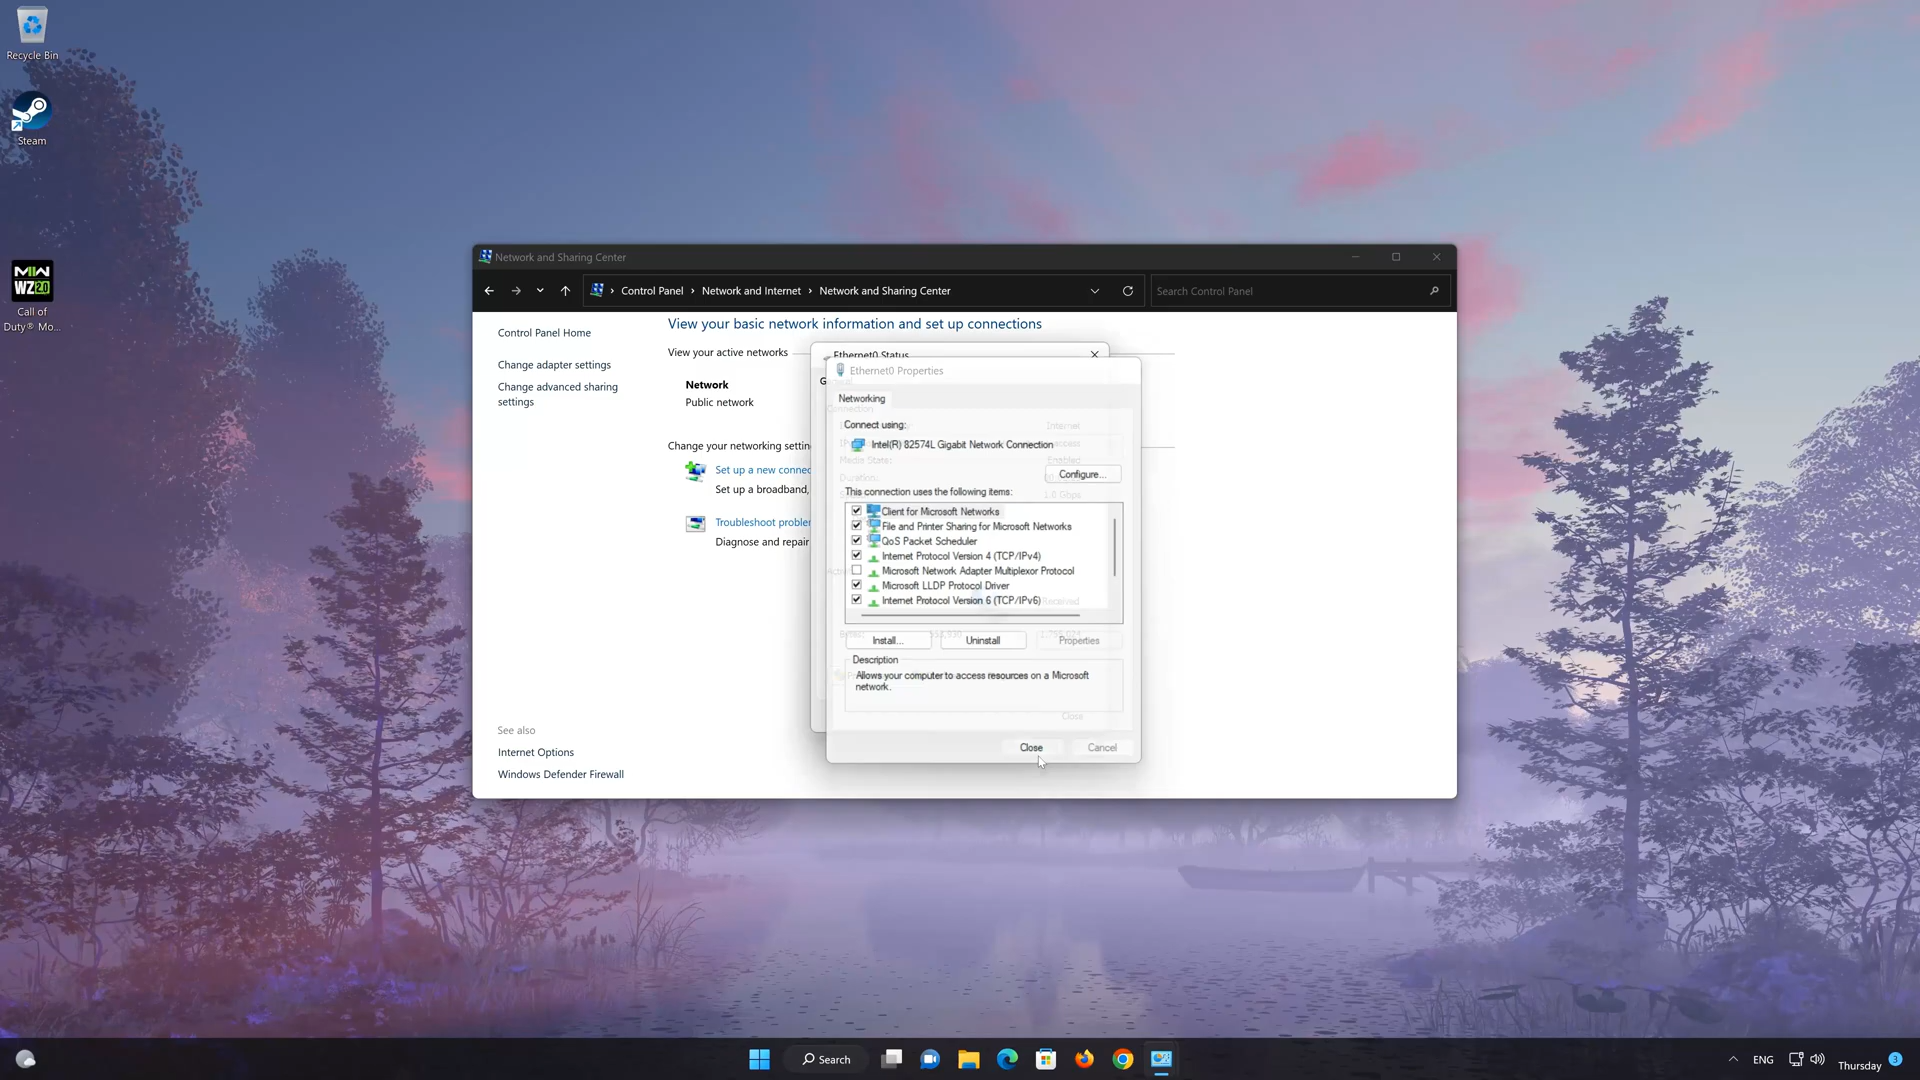 Recycle Bin
Steam
MW
WZ 2.0
Call of
Duty® Mo...
Network and Sharing Center
Control Panel › Network and Internet › Network and Sharing Center
Search Control Panel
Control Panel Home
Change adapter settings
Change advanced sharing
settings
View your basic network information and set up connections
View your active networks
Network
Public network
Change your networking settin
Set up a new connec
Set up a broadband,
Troubleshoot probler
Diagnose and repair
See also
Internet Options
Windows Defender Firewall
Ethernet0 Status
Ethernet0 Properties
Networking
Connection
Connect using:
Internet
Intel(R) 82574L Gigabit Network Connection
Media State:
Enabled
Duration:
Configure...
This connection uses the following items:
1.0 Gbps
Client for Microsoft Networks
File and Printer Sharing for Microsoft Networks
QoS Packet Scheduler
Internet Protocol Version 4 (TCP/IPv4)
Microsoft Network Adapter Multiplexor Protocol
Microsoft LLDP Protocol Driver
Internet Protocol Version 6 (TCP/IPv6)
Received
Install...
Uninstall
Properties
Description
Allows your computer to access resources on a Microsoft
network.
Close
Close
Cancel
Search
ENG
Thursday
3